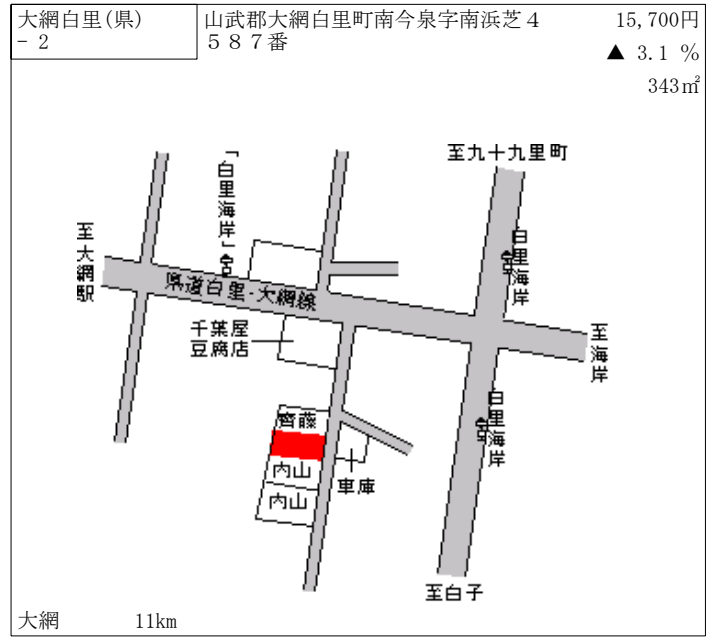 大網白里(県)
- 2
山武郡大網白里町南今泉字南浜芝４
５８７番
15,700円
▲ 3.1 %
343㎡
至九十九里町
「白里海岸」
白里海岸
至大網駅
県道白里・大網線
千葉屋
豆腐店
至海岸
白里海岸
齊藤
内山
車庫
内山
至白子
大網 11km